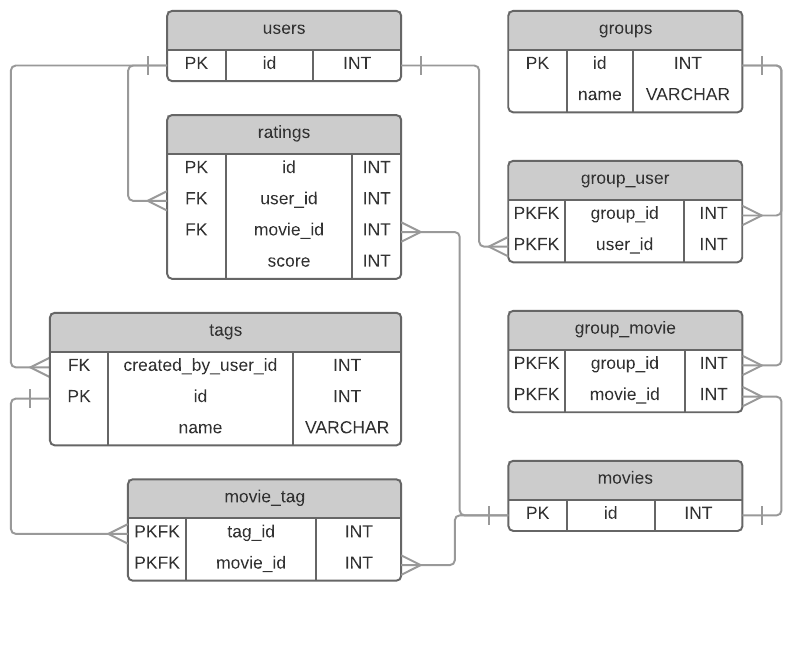 users
PK id INT
ratings
PK id INT
FK user_id INT
FK movie_id INT
score INT
tags
FK created_by_user_id INT
PK id INT
name VARCHAR
movie_tag
PKFK tag_id INT
PKFK movie_id INT
groups
PK id INT
name VARCHAR
group_user
PKFK group_id INT
PKFK user_id INT
group_movie
PKFK group_id INT
PKFK movie_id INT
movies
PK id INT